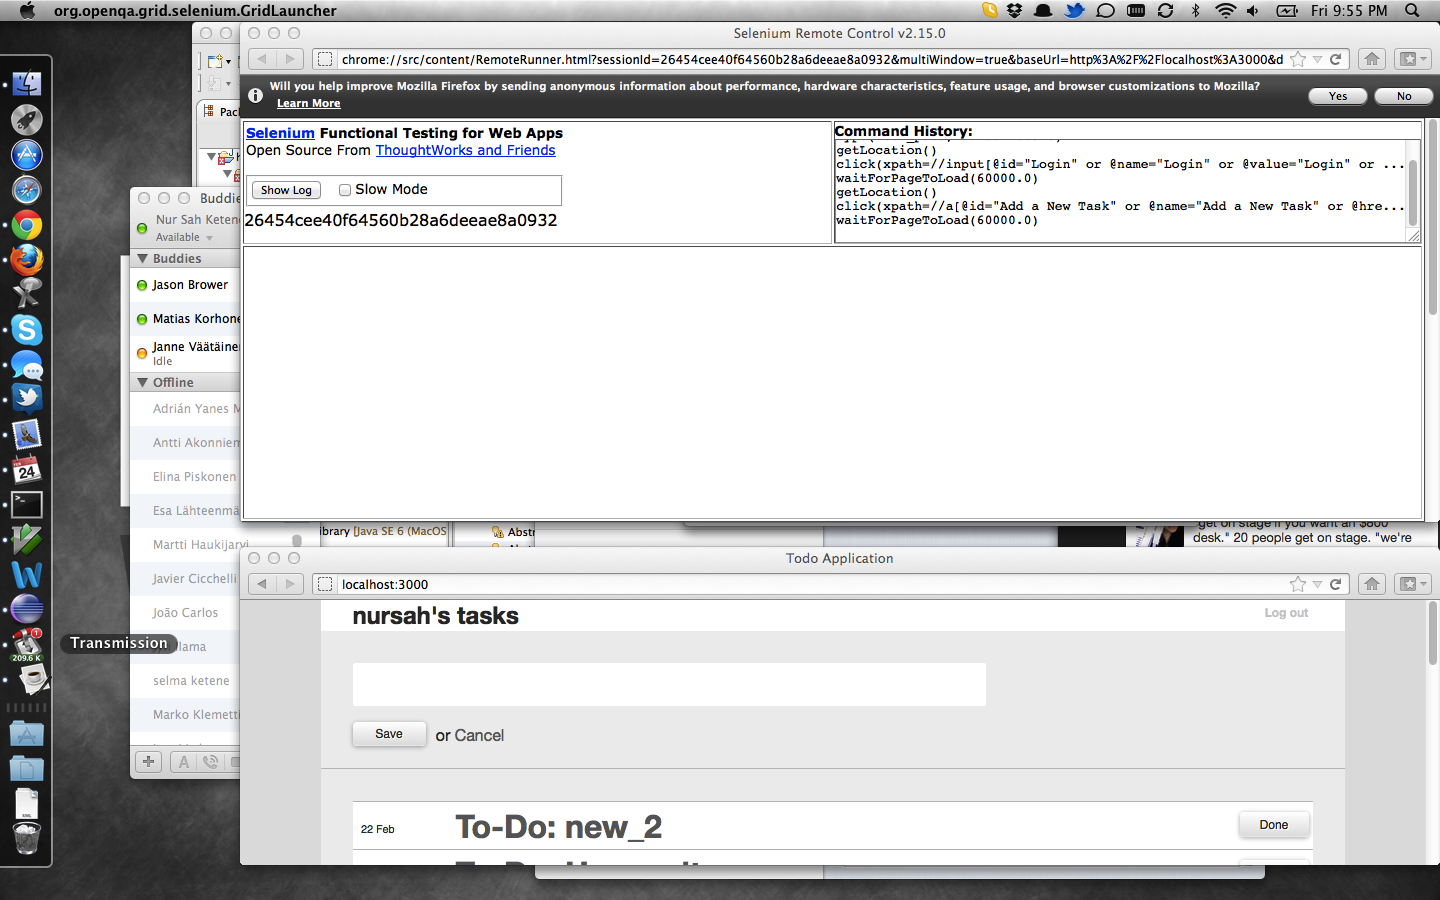 org.openqa.grid.selenium.GridLauncher
Fri 9:55 PM
Selenium Remote Control v2.15.0
chrome://src/content/RemoteRunner.html?sessionId=26454cee40f64560b28a6deeae8a0932&multiWindow=true&baseUrl=http%3A%2F%2Flocalhost%3A3000&d
Will you help improve Mozilla Firefox by sending anonymous information about performance, hardware characteristics, feature usage, and browser customizations to Mozilla?
Learn More
Yes
No
Selenium Functional Testing for Web Apps
Open Source From ThoughtWorks and Friends
Show Log
Slow Mode
26454cee40f64560b28a6deeae8a0932
Command History:
getLocation()
click(xpath=//input[@id="Login" or @name="Login" or @value="Login" or ...
waitForPageToLoad(60000.0)
getLocation()
click(xpath=//a[@id="Add a New Task" or @name="Add a New Task" or @hre...
waitForPageToLoad(60000.0)
Pack
Buddie
Nur Sah Keten
Available
Buddies
Jason Brower
Matias Korhone
Janne Väätäine
Idle
Offline
Adrián Yanes M
Antti Akonniem
Elina Piskonen
Esa Lähteenmä
Martti Haukijarvi
Javier Cicchelli
João Carlos
llama
selma ketene
Marko Klemetti
ibrary [Java SE 6 (MacOS
Abstr
get on stage if you want an $800
desk." 20 people get on stage. "we're
FEB
24
Transmission
1
209.6 K
Todo Application
localhost:3000
nursah's tasks
Log out
Save
or Cancel
22 Feb
To-Do: new_2
Done